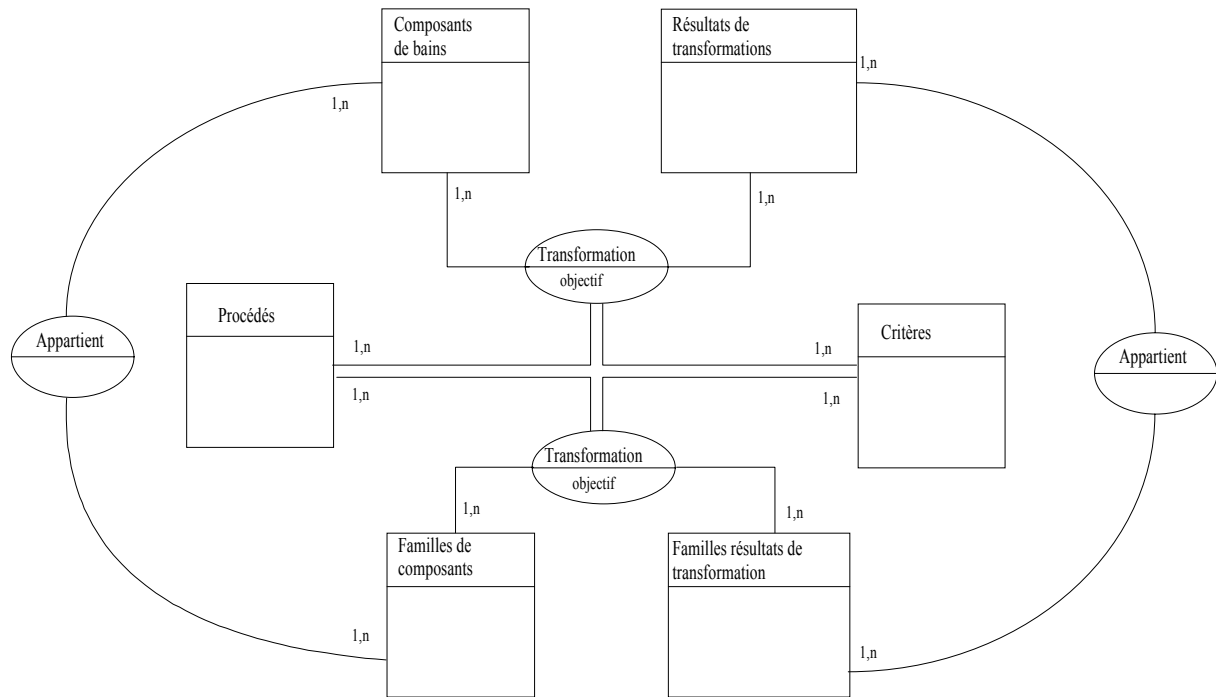 Composants
de bains
Résultats de
transformations
1,n
1,n
1,n
1,n
Transformation
objectif
Procédés
Critères
Appartient
Appartient
1,n
1,n
1,n
1,n
Transformation
objectif
1,n
1,n
Familles de
composants
Familles résultats de
transformation
1,n
1,n